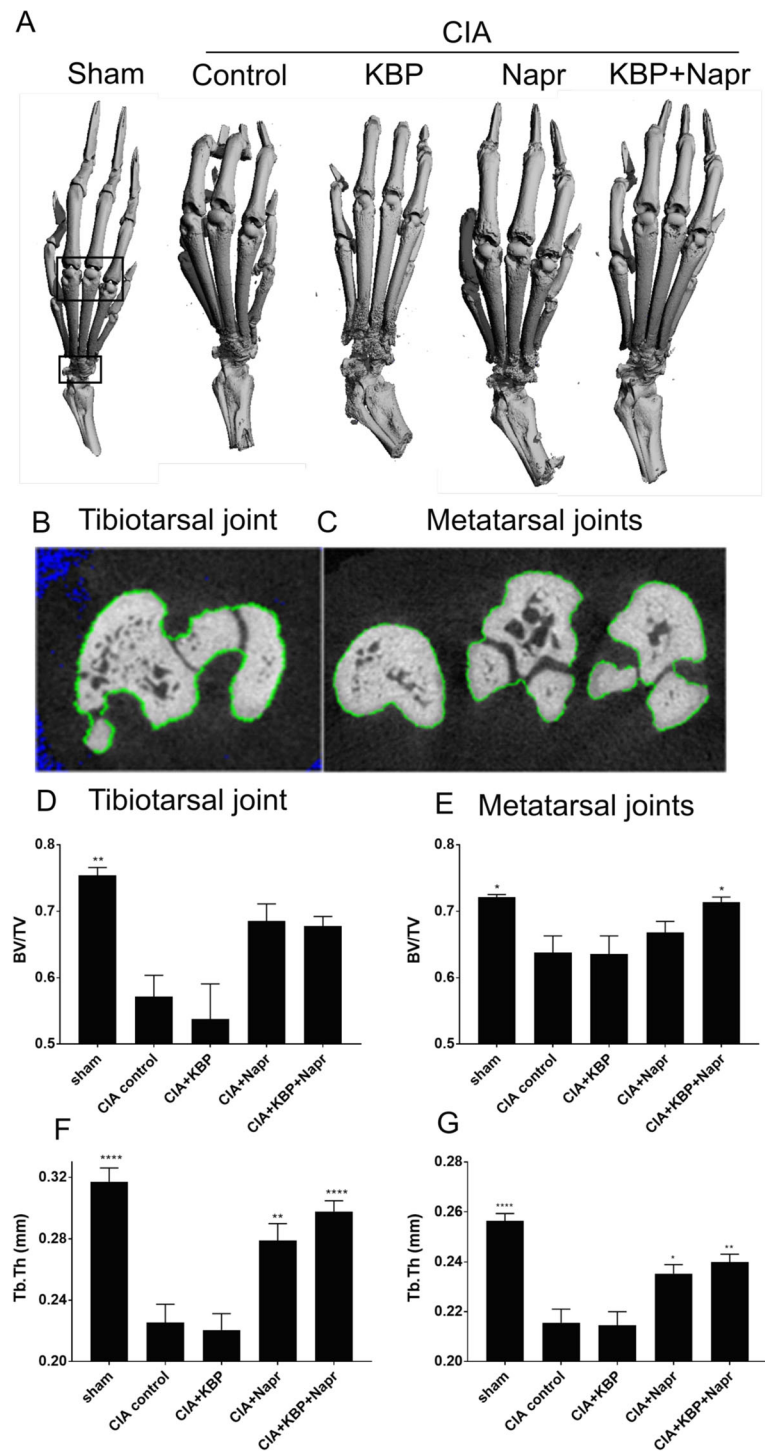 A
CIA
Sham Control KBP Napr KBP+Napr
B Tibiotarsal joint C Metatarsal joints
D Tibiotarsal joint E Metatarsal joints
0.8
0.7
0.6
0.5
BV/TV
**
sham
CIA control
CIA+KBP
CIA+Napr
CIA+KBP+Napr
0.8
0.7
0.6
0.5
BV/TV
*
*
sham
CIA control
CIA+KBP
CIA+Napr
CIA+KBP+Napr
F
0.32
0.28
0.24
0.20
Tb.Th (mm)
****
**
****
sham
CIA control
CIA+KBP
CIA+Napr
CIA+KBP+Napr
G
0.28
0.26
0.24
0.22
0.20
Tb.Th (mm)
****
*
**
sham
CIA control
CIA+KBP
CIA+Napr
CIA+KBP+Napr